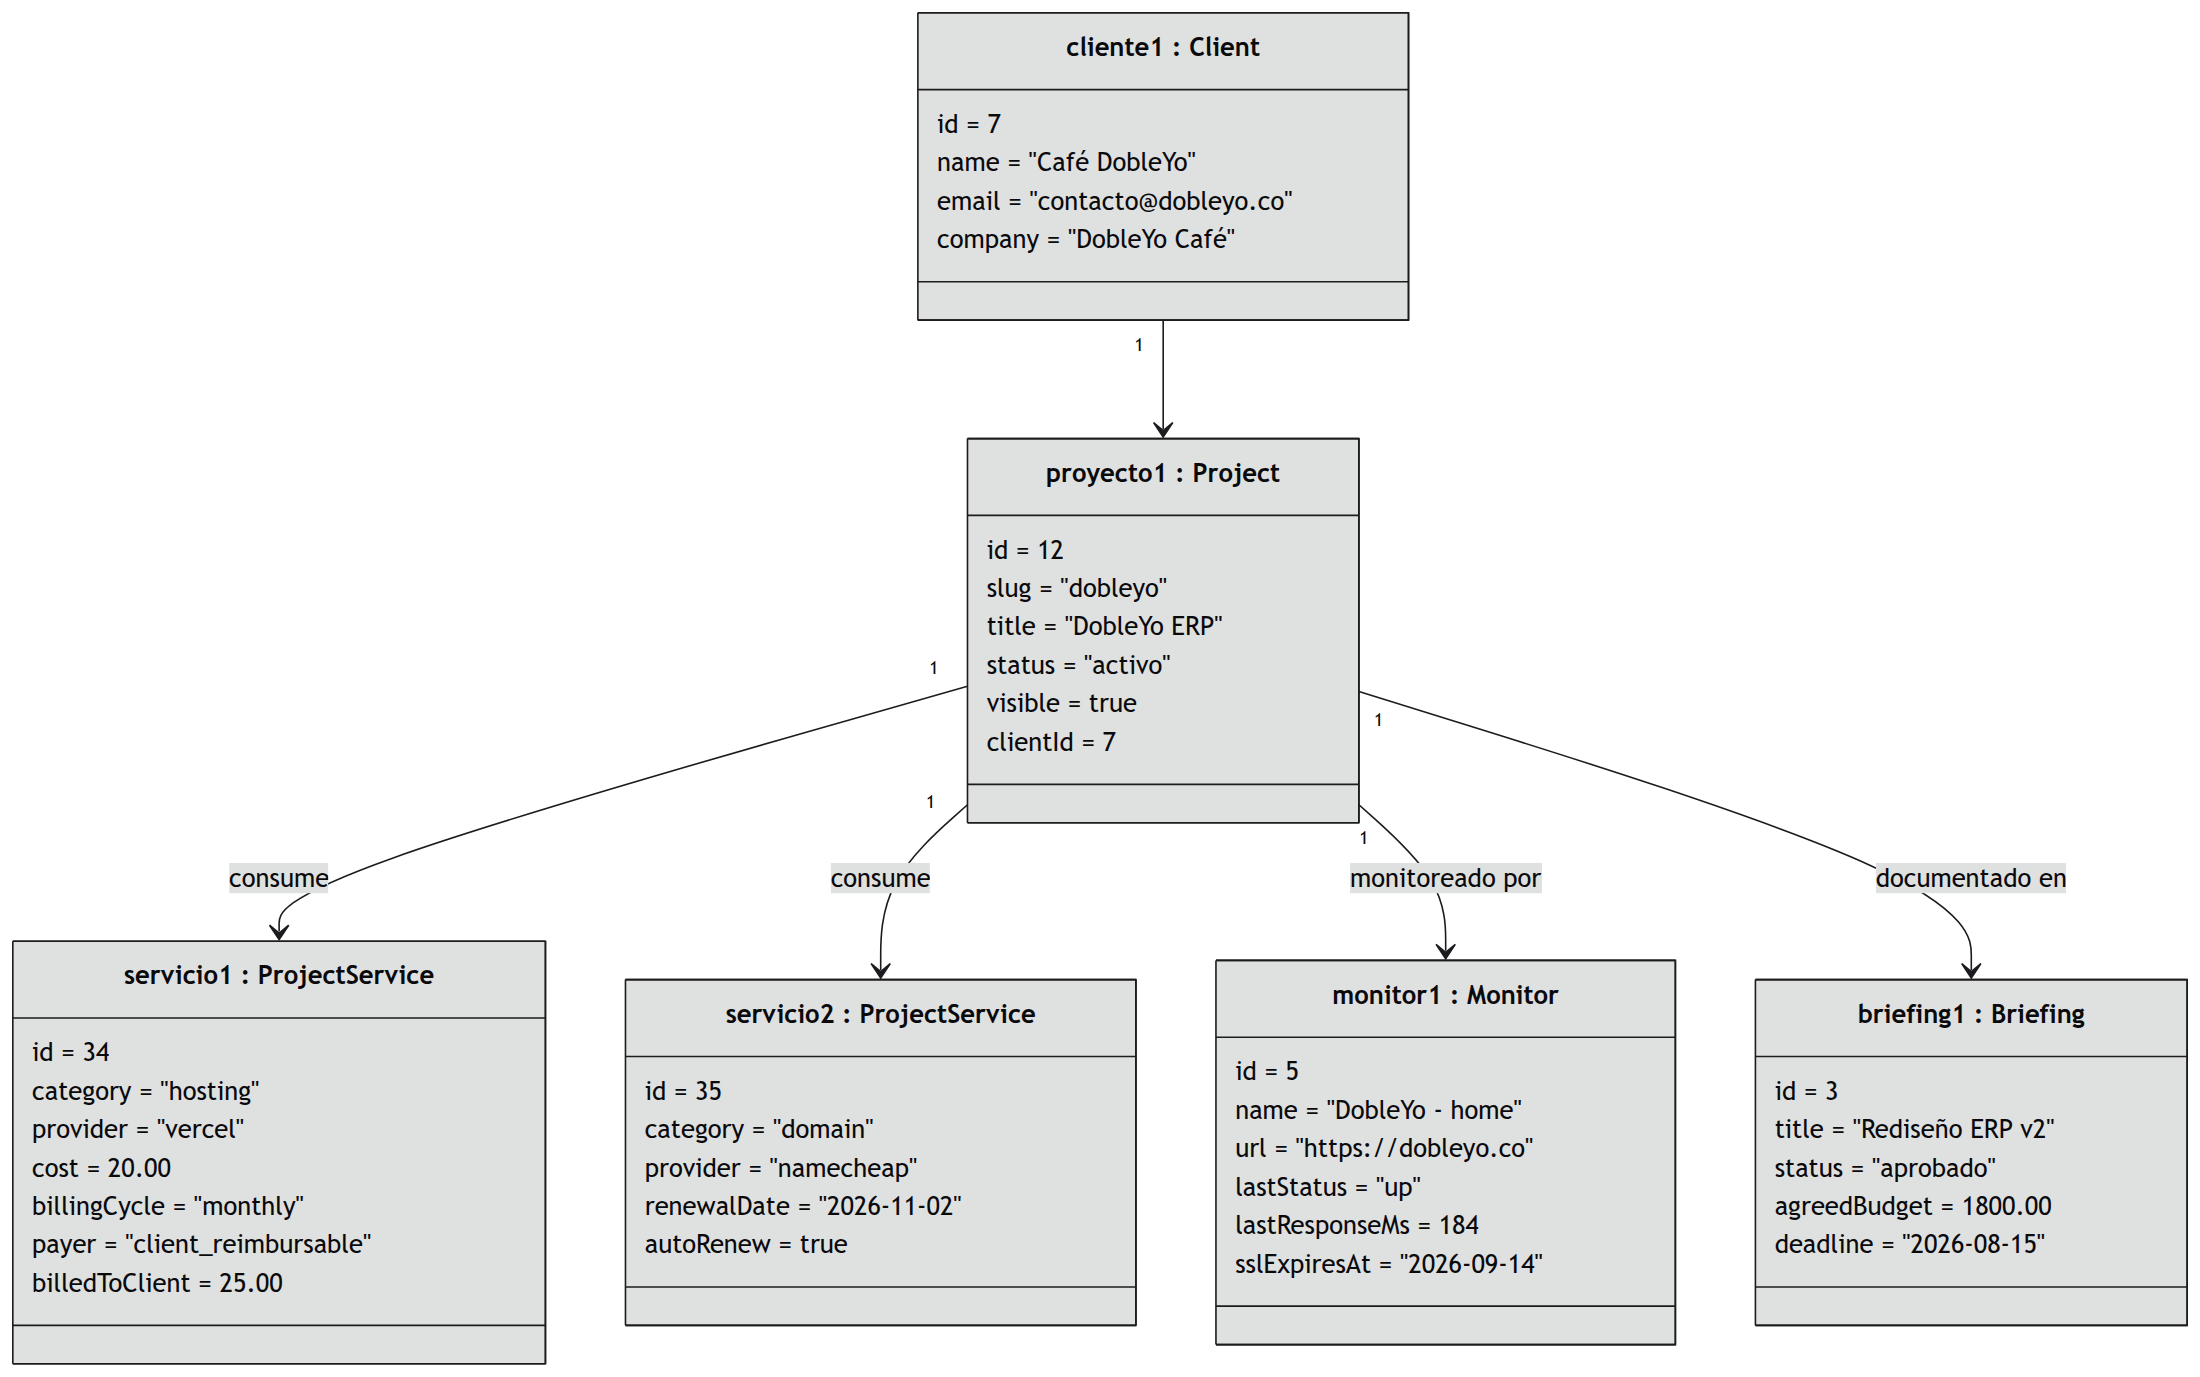 cliente1 : Client
id = 7
name = "Café DobleYo"
email = "contacto@dobleyo.co"
company = "DobleYo Café"
1
proyecto1 : Project
id = 12
slug = "dobleyo"
title = "DobleYo ERP"
status = "activo"
visible = true
clientId = 7
1
1
1
1
consume
consume
monitoreado por
documentado en
servicio1 : ProjectService
id = 34
category = "hosting"
provider = "vercel"
cost = 20.00
billingCycle = "monthly"
payer = "client_reimbursable"
billedToClient = 25.00
servicio2 : ProjectService
id = 35
category = "domain"
provider = "namecheap"
renewalDate = "2026-11-02"
autoRenew = true
monitor1 : Monitor
id = 5
name = "DobleYo - home"
url = "https://dobleyo.co"
lastStatus = "up"
lastResponseMs = 184
sslExpiresAt = "2026-09-14"
briefing1 : Briefing
id = 3
title = "Rediseño ERP v2"
status = "aprobado"
agreedBudget = 1800.00
deadline = "2026-08-15"